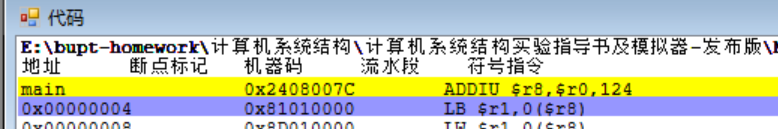 代码
E:\bupt-homework\计算机系统结构\计算机系统结构实验指导书及模拟器-发布版\
地址 断点标记 机器码 流水段 符号指令
main 0x2408007C ADDIU $r8,$r0,124
0x00000004 0x81010000 LB $r1,0($r8)
0x00000008 0x8D010000 LW $r1,0($r8)